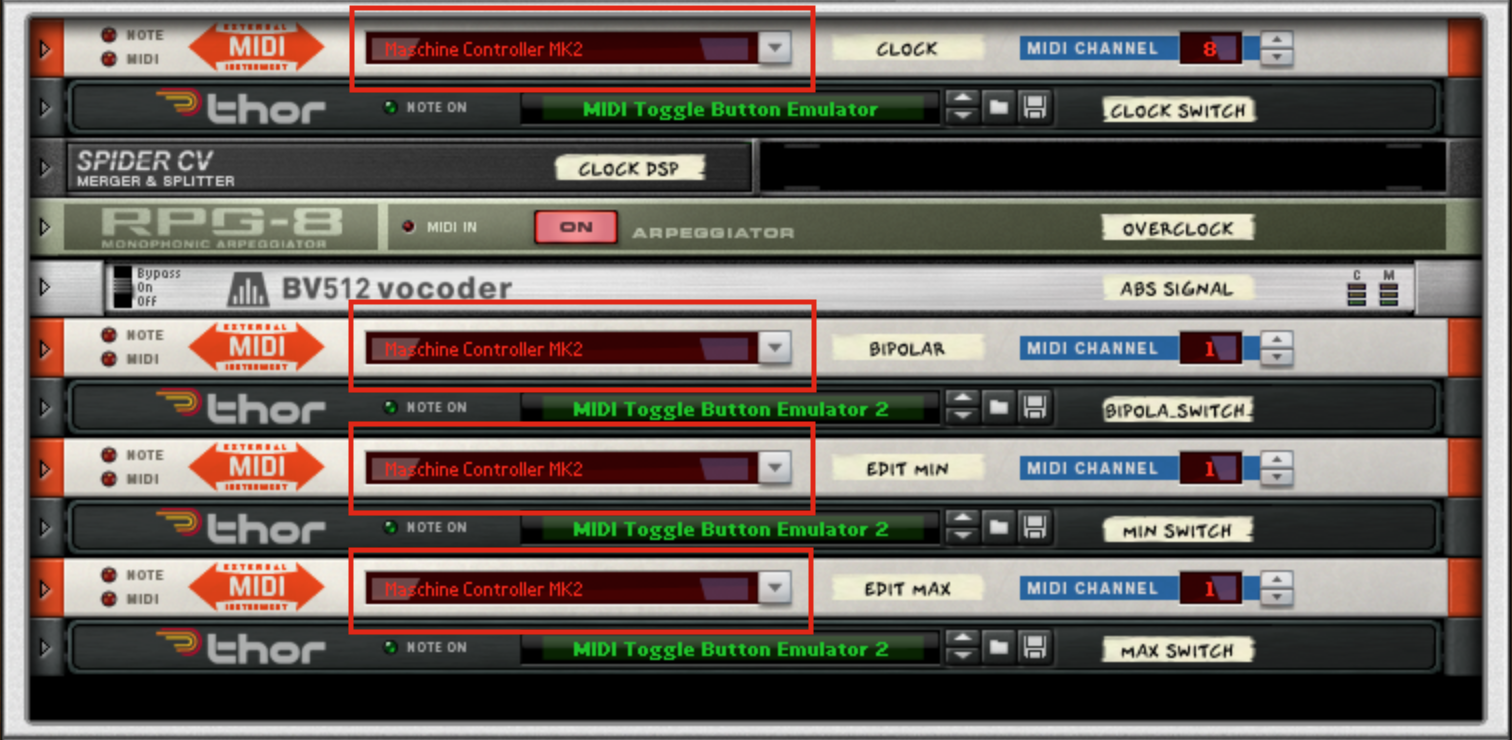 NOTE EXTERNAL MIDI INSTRUMENT Maschine Controller MK2 CLOCK MIDI CHANNEL 8
MIDI
thor NOTE ON MIDI Toggle Button Emulator CLOCK SWITCH
SPIDER CV CLOCK DSP
MERGER & SPLITTER
RPG-8 MIDI IN ON ARPEGGIATOR OVERCLOCK
MONOPHONIC ARPEGGIATOR
Bypass C M
On BV512 vocoder ABS SIGNAL
Off
NOTE EXTERNAL MIDI INSTRUMENT Maschine Controller MK2 BIPOLAR MIDI CHANNEL 1
MIDI
thor NOTE ON MIDI Toggle Button Emulator 2 BIPOLA_SWITCH
NOTE EXTERNAL MIDI INSTRUMENT Maschine Controller MK2 EDIT MIN MIDI CHANNEL 1
MIDI
thor NOTE ON MIDI Toggle Button Emulator 2 MIN SWITCH
NOTE EXTERNAL MIDI INSTRUMENT Maschine Controller MK2 EDIT MAX MIDI CHANNEL 1
MIDI
thor NOTE ON MIDI Toggle Button Emulator 2 MAX SWITCH